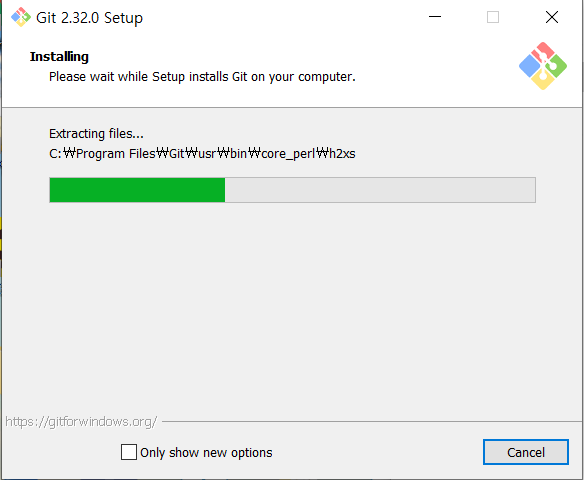 Git 2.32.0 Setup
Installing
Please wait while Setup installs Git on your computer.
Extracting files...
C:₩Program Files₩Git₩usr₩bin₩core_perl₩h2xs
https://gitforwindows.org/
Only show new options
Cancel